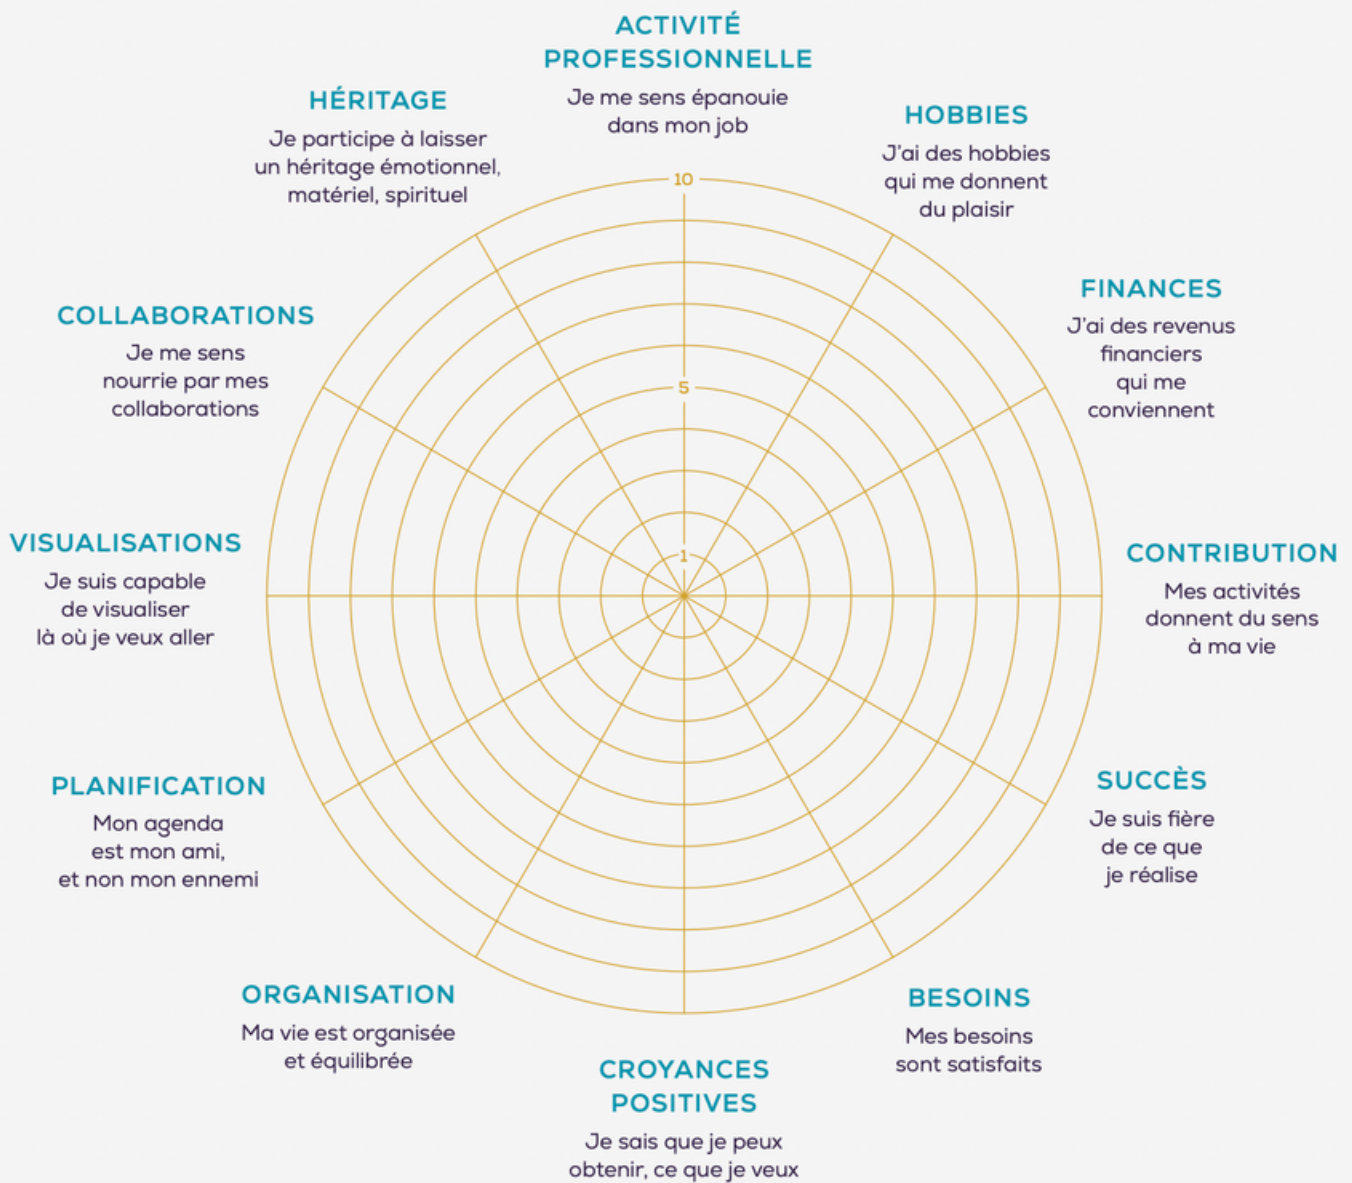 ACTIVITÉ
PROFESSIONNELLE
Je me sens épanouie
dans mon job
HOBBIES
J'ai des hobbies
qui me donnent
du plaisir
FINANCES
J'ai des revenus
financiers
qui me
conviennent
CONTRIBUTION
Mes activités
donnent du sens
à ma vie
SUCCÈS
Je suis fière
de ce que
je réalise
BESOINS
Mes besoins
sont satisfaits
CROYANCES
POSITIVES
Je sais que je peux
obtenir, ce que je veux
ORGANISATION
Ma vie est organisée
et équilibrée
PLANIFICATION
Mon agenda
est mon ami,
et non mon ennemi
VISUALISATIONS
Je suis capable
de visualiser
là où je veux aller
COLLABORATIONS
Je me sens
nourrie par mes
collaborations
HÉRITAGE
Je participe à laisser
un héritage émotionnel,
matériel, spirituel
10
5
1